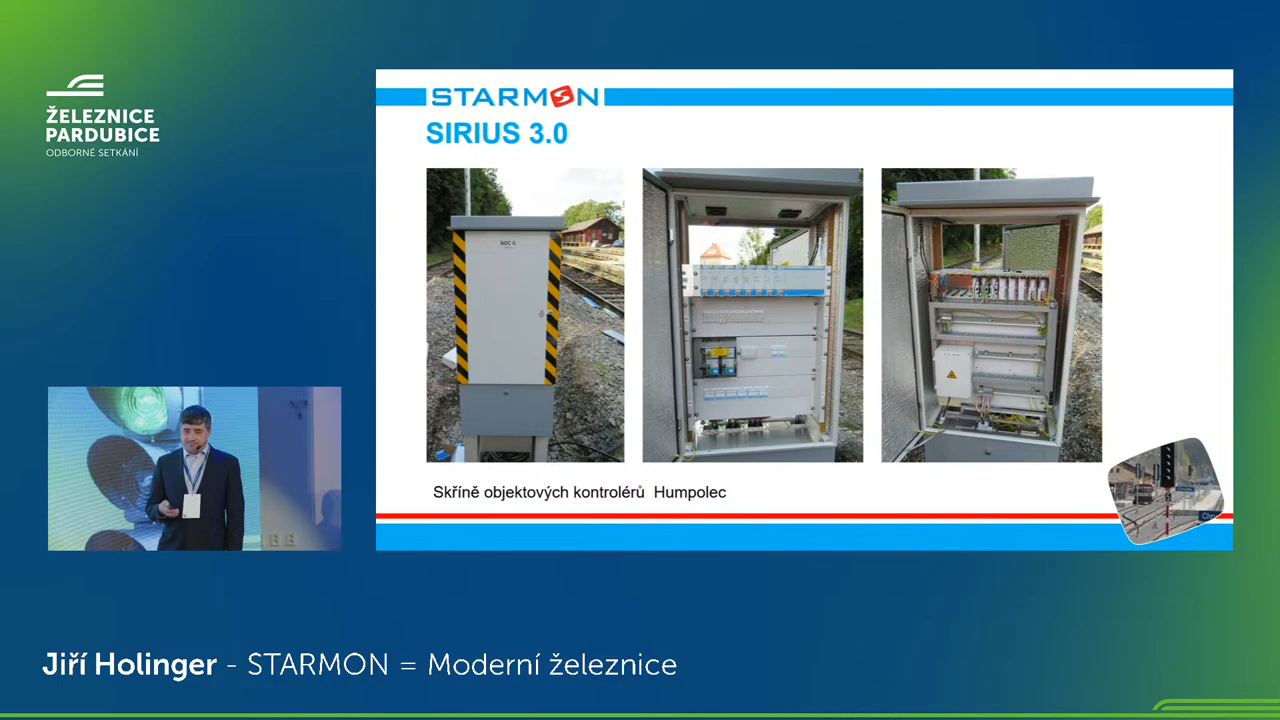 ŽELEZNICE
PARDUBICE
ODBORNÉ SETKÁNÍ
STARMON
SIRIUS 3.0
Skříně objektových kontrolérů Humpolec
Jiří Holinger - STARMON = Moderní železnice